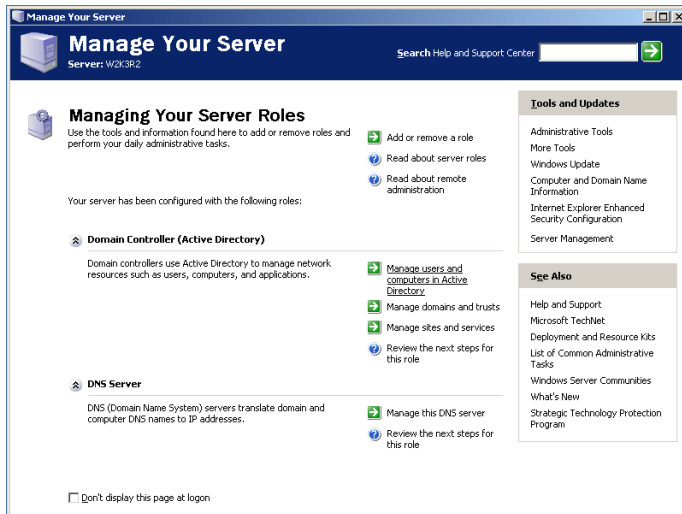 Manage Your Server
Manage Your Server
Server: W2K3R2
Search Help and Support Center
Managing Your Server Roles
Use the tools and information found here to add or remove roles and
perform your daily administrative tasks.
Your server has been configured with the following roles:
Add or remove a role
Read about server roles
Read about remote
administration
Domain Controller (Active Directory)
Domain controllers use Active Directory to manage network
resources such as users, computers, and applications.
Manage users and
computers in Active
Directory
Manage domains and trusts
Manage sites and services
Review the next steps for
this role
DNS Server
DNS (Domain Name System) servers translate domain and
computer DNS names to IP addresses.
Manage this DNS server
Review the next steps for
this role
Don't display this page at logon
Tools and Updates
Administrative Tools
More Tools
Windows Update
Computer and Domain Name
Information
Internet Explorer Enhanced
Security Configuration
Server Management
See Also
Help and Support
Microsoft TechNet
Deployment and Resource Kits
List of Common Administrative
Tasks
Windows Server Communities
What's New
Strategic Technology Protection
Program